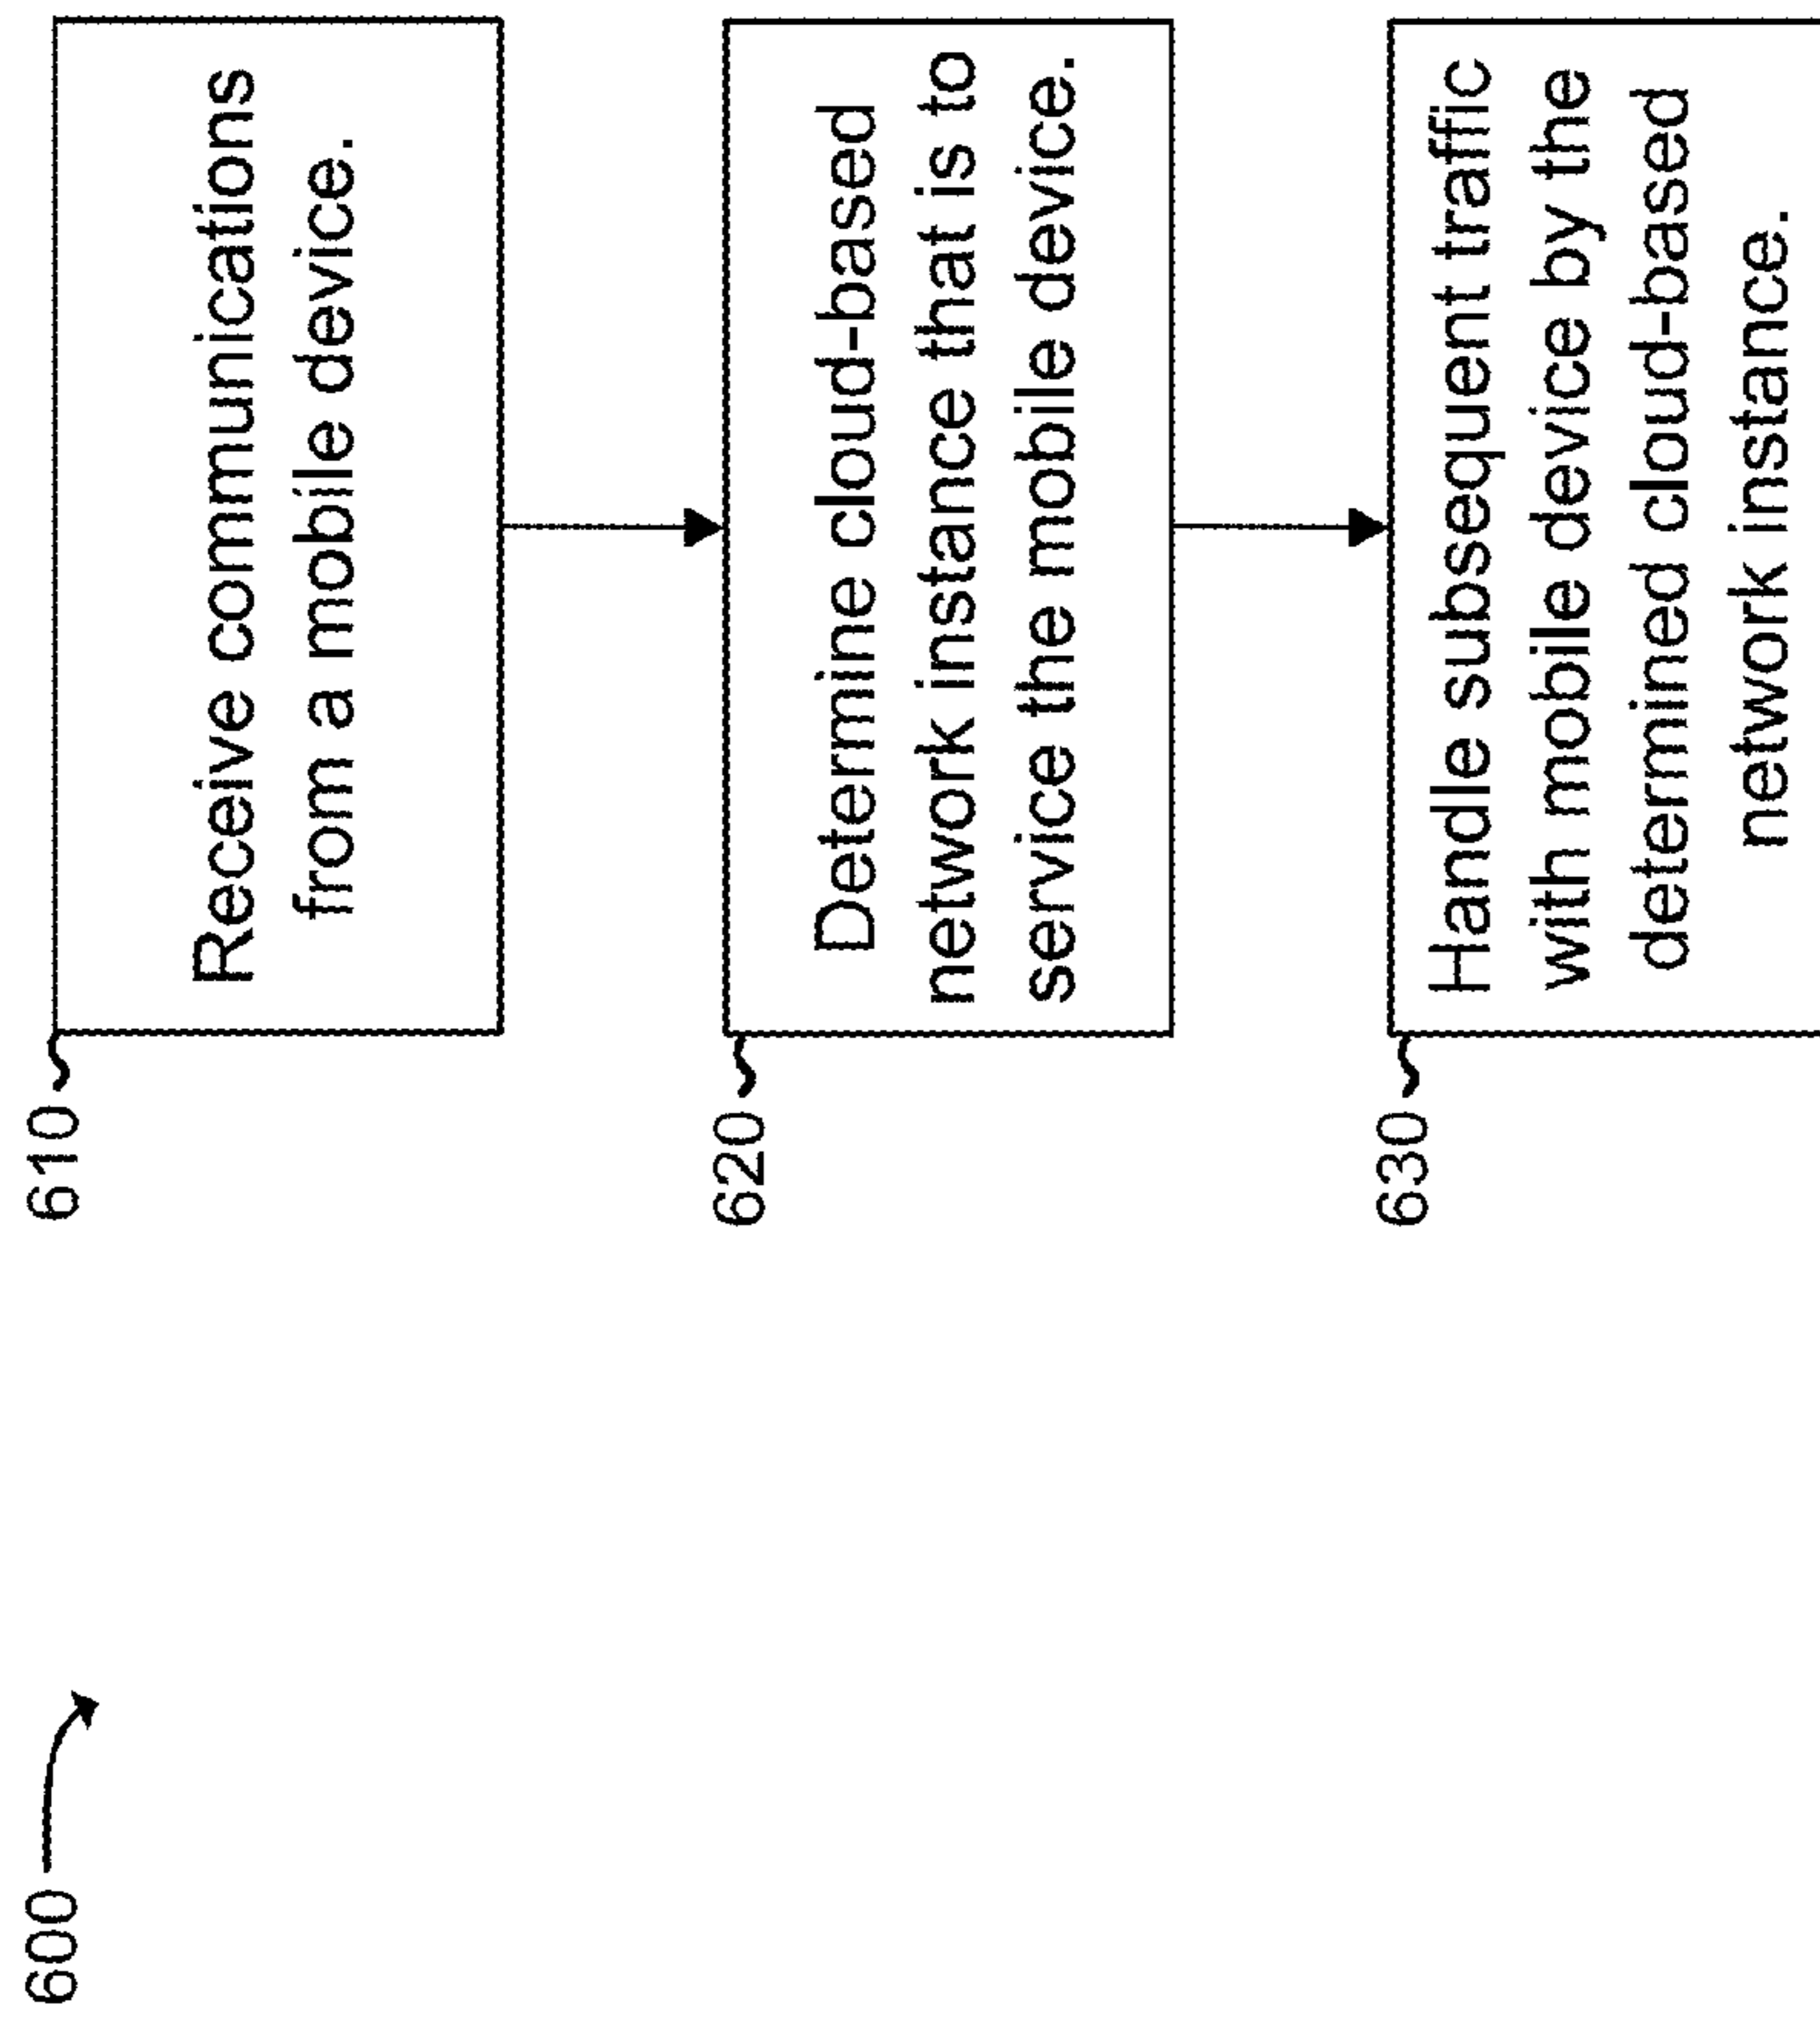 600
610
Receive communications
from a mobile device.
620
Determine cloud-based
network instance that is to
service the mobile device.
630
Handle subsequent traffic
with mobile device by the
determined cloud-based
network instance.